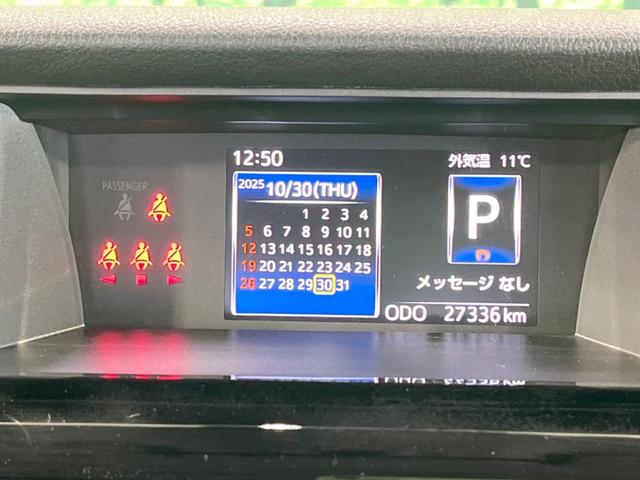 12:50
外気温 11℃
PASSENGER
2025 10/30(THU)
1 2 3 4
5 6 7 8 9 10 11
12 13 14 15 16 17 18
19 20 21 22 23 24 25
26 27 28 29 30 31
P
メッセージ なし
ODO 27336 km